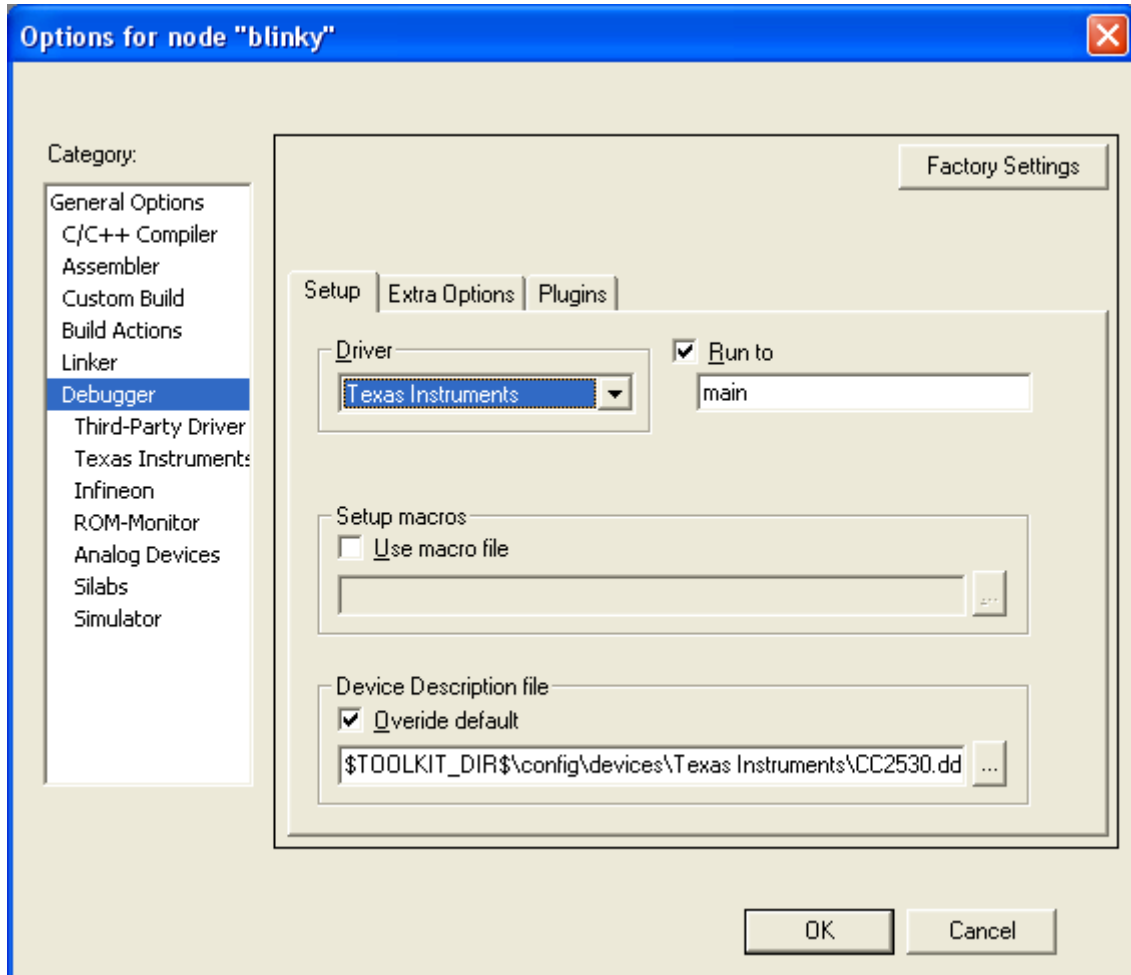 Options for node "blinky"
Category:
General Options
C/C++ Compiler
Assembler
Custom Build
Build Actions
Linker
Debugger
Third-Party Driver
Texas Instruments
Infineon
ROM-Monitor
Analog Devices
Silabs
Simulator
Factory Settings
Setup
Extra Options
Plugins
Driver
Texas Instruments
Run to
main
Setup macros
Use macro file
...
Device Description file
Overide default
$TOOLKIT_DIR$\config\devices\Texas Instruments\CC2530.dd
...
OK
Cancel